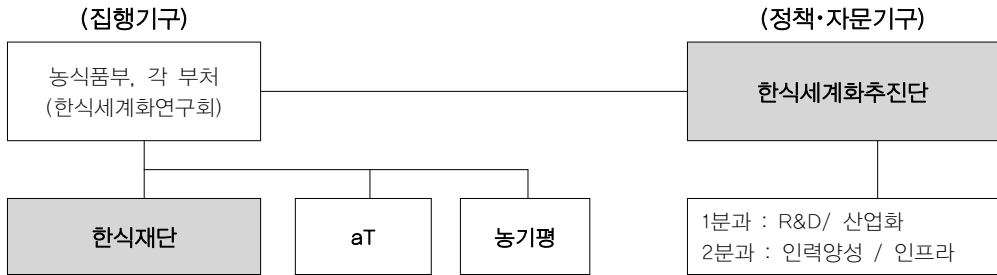 (집행기구)
(정책·자문기구)
농식품부, 각 부처
(한식세계화연구회)
한식세계화추진단
한식재단
aT
농기평
1분과 : R&D/ 산업화
2분과 : 인력양성 / 인프라